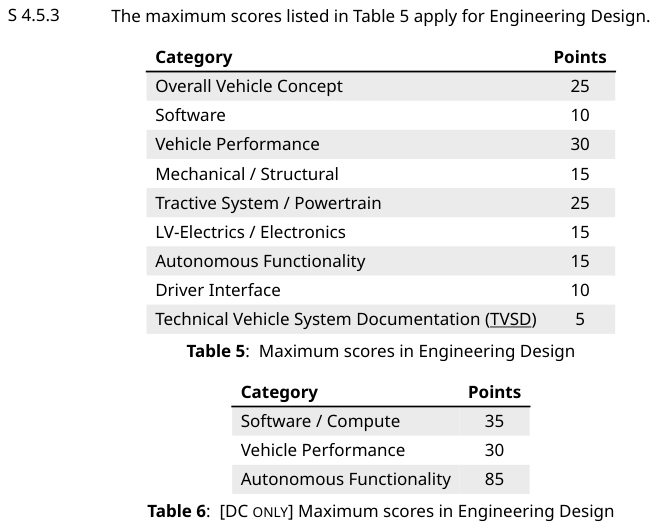 S 4.5.3 The maximum scores listed in Table 5 apply for Engineering Design.
Category Points
Overall Vehicle Concept 25
Software 10
Vehicle Performance 30
Mechanical / Structural 15
Tractive System / Powertrain 25
LV-Electrics / Electronics 15
Autonomous Functionality 15
Driver Interface 10
Technical Vehicle System Documentation (TVSD) 5
Table 5: Maximum scores in Engineering Design
Category Points
Software / Compute 35
Vehicle Performance 30
Autonomous Functionality 85
Table 6: [DC ONLY] Maximum scores in Engineering Design